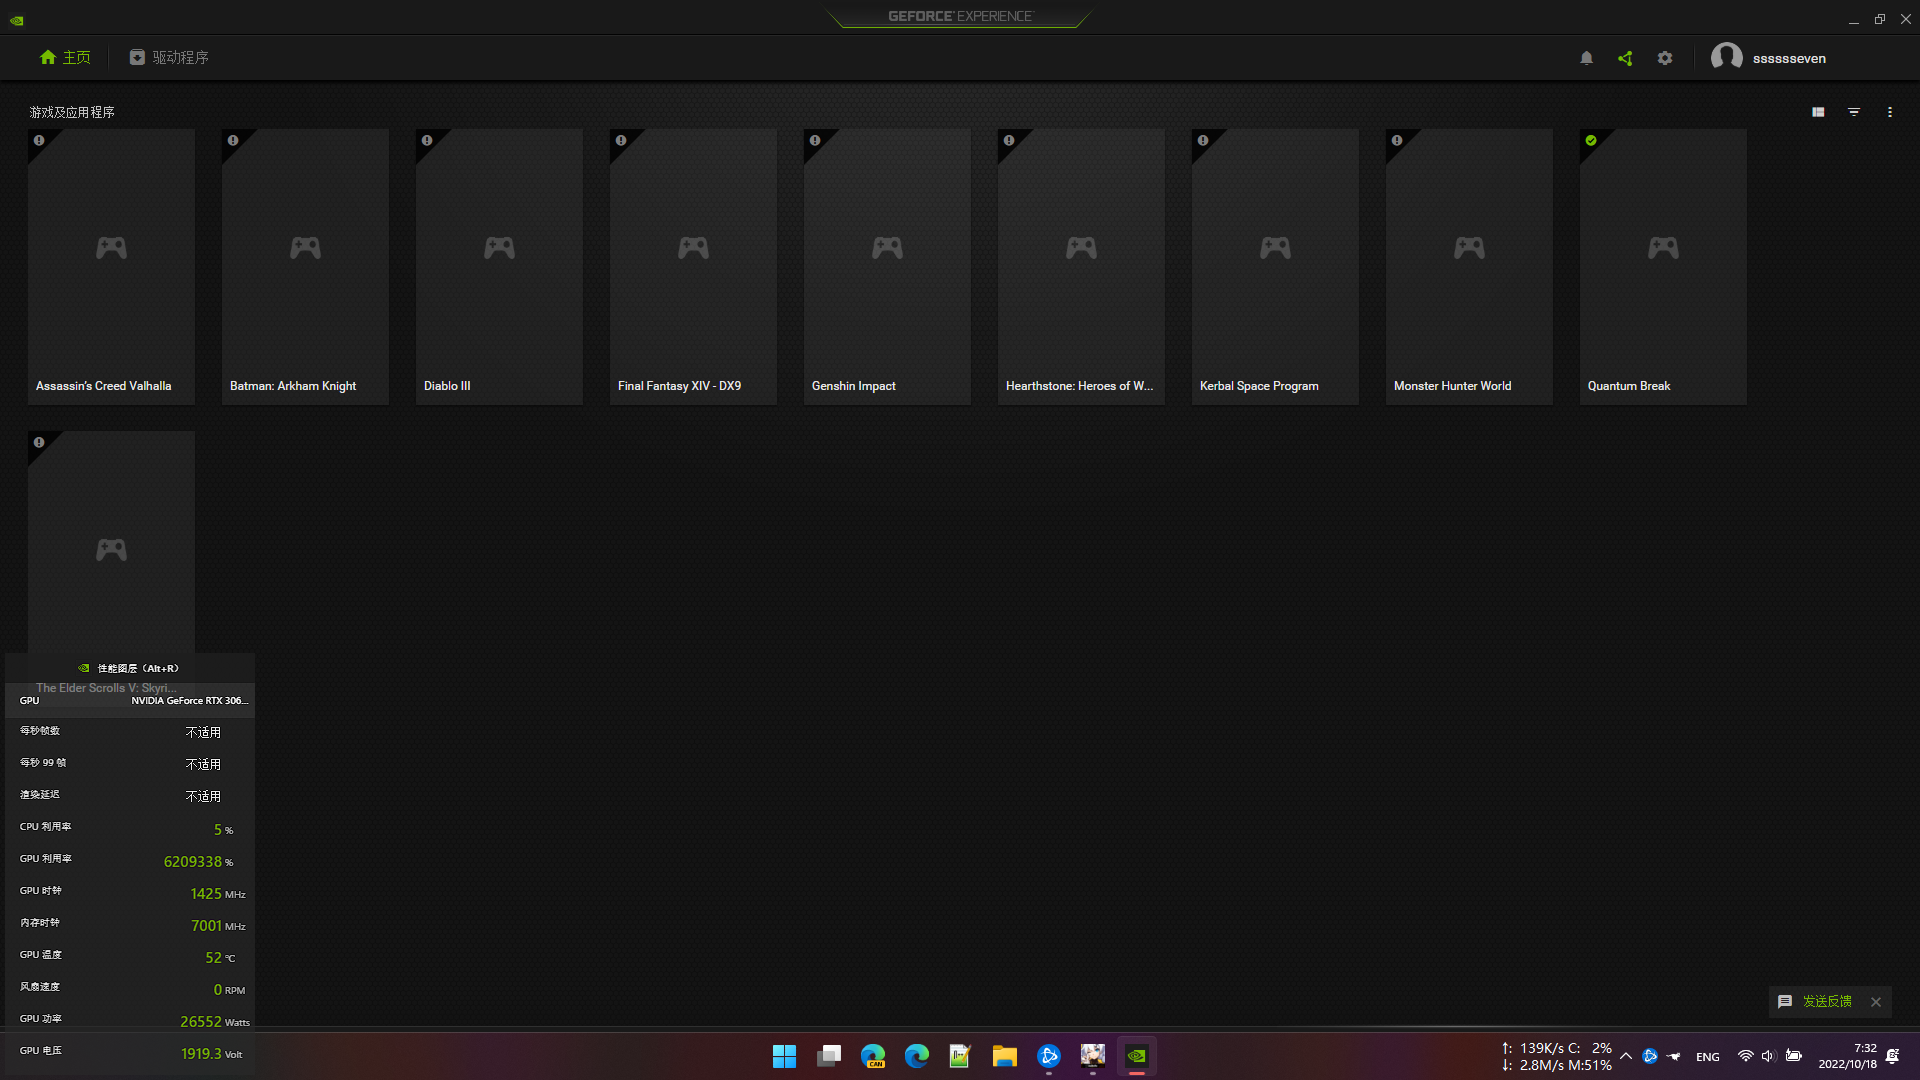 GEFORCE EXPERIENCE
主页
驱动程序
sssssseven
游戏及应用程序
Assassin's Creed Valhalla
Batman: Arkham Knight
Diablo III
Final Fantasy XIV - DX9
Genshin Impact
Hearthstone: Heroes of W...
Kerbal Space Program
Monster Hunter World
Quantum Break
性能图层（Alt+R）
The Elder Scrolls V: Skyri...
GPU NVIDIA GeForce RTX 306...
每秒帧数 不适用
每秒 99 帧 不适用
渲染延迟 不适用
CPU 利用率 5 %
GPU 利用率 6209338 %
GPU 时钟 1425 MHz
内存时钟 7001 MHz
GPU 温度 52 °C
风扇速度 0 RPM
GPU 功率 26552 Watts
GPU 电压 1919.3 Volt
发送反馈
CAN
↑: 139K/s C: 2%
↓: 2.8M/s M:51%
ENG
7:32
2022/10/18